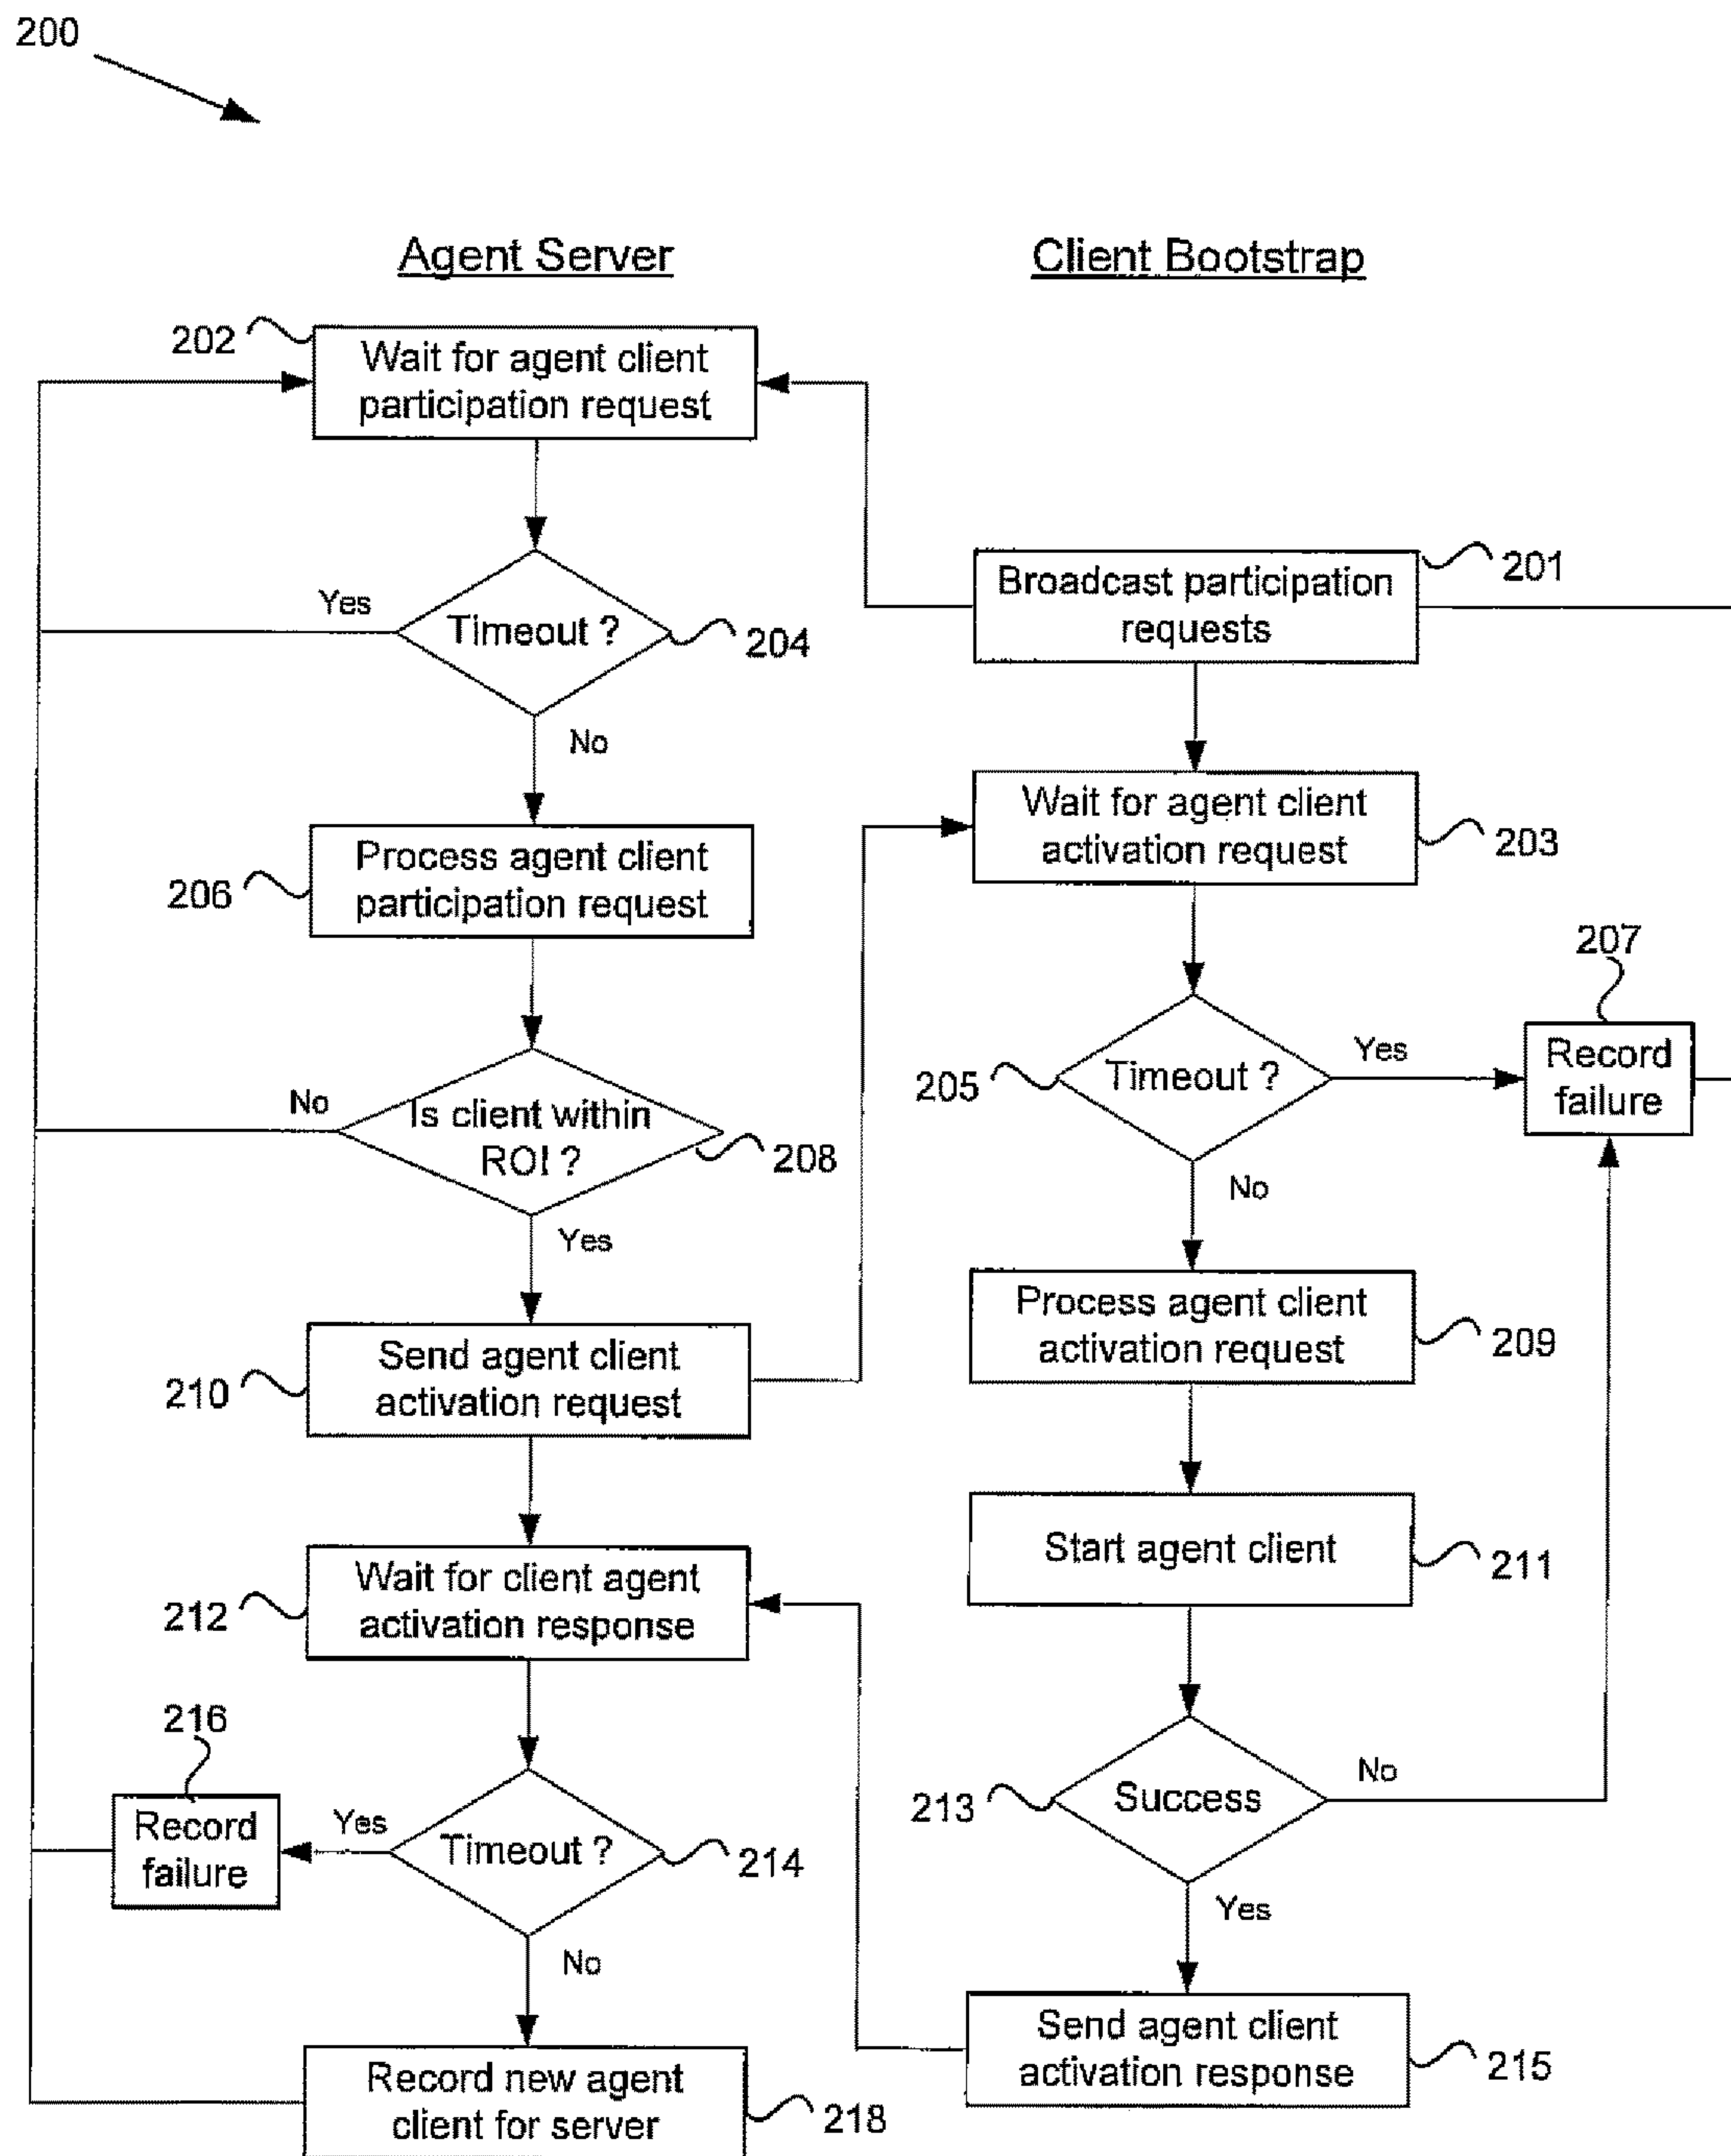 200
Agent Server
Client Bootstrap
202
Wait for agent client
participation request
Yes
Timeout ?
204
No
206
Process agent client
participation request
No
Is client within
ROI ?
208
Yes
210
Send agent client
activation request
212
Wait for client agent
activation response
216
Record
failure
Yes
Timeout ?
214
No
Record new agent
client for server
218
201
Broadcast participation
requests
Wait for agent client
activation request
203
207
Record
failure
205
Timeout ?
Yes
No
Process agent client
activation request
209
Start agent client
211
213
Success
No
Yes
Send agent client
activation response
215